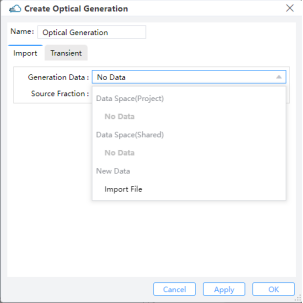 Create Optical Generation
Name: Optical Generation
Import Transient
Generation Data : No Data
Source Fraction :
Data Space(Project)
No Data
Data Space(Shared)
No Data
New Data
Import File
Cancel Apply OK